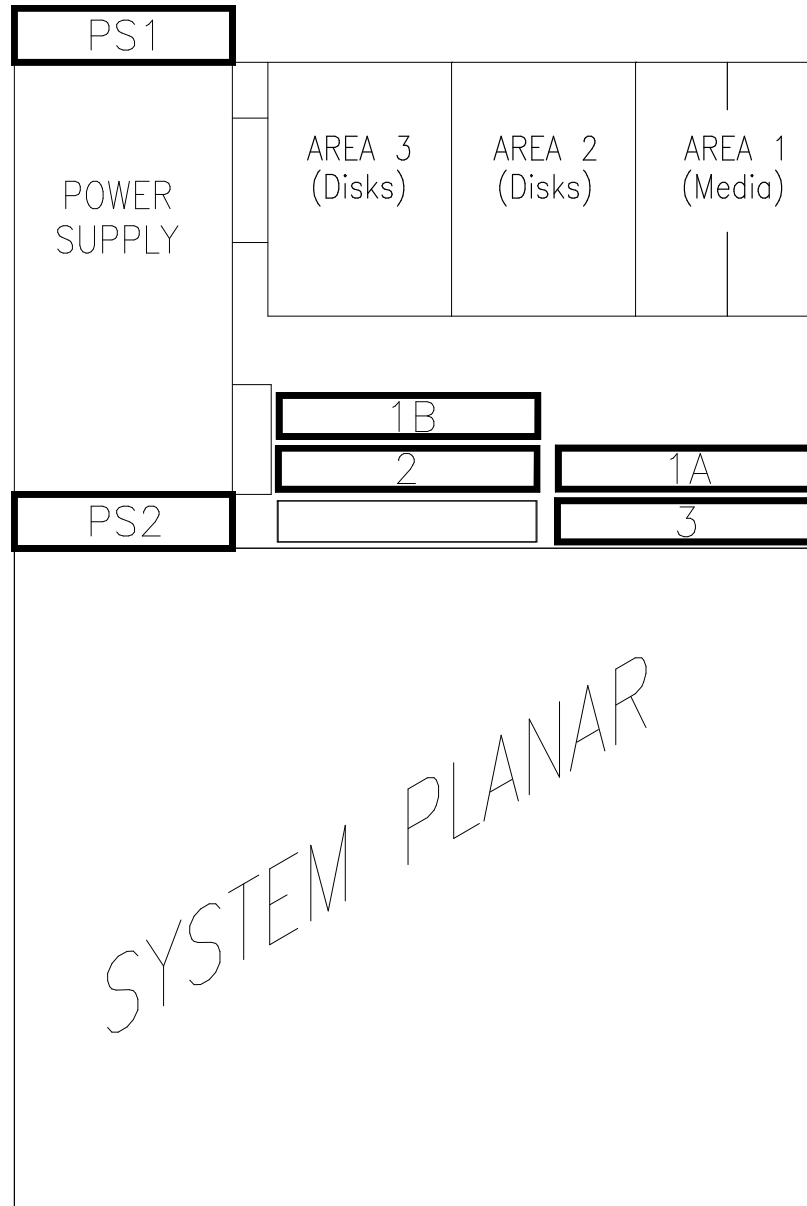 PS1
POWER
SUPPLY
AREA 3
(Disks)
AREA 2
(Disks)
AREA 1
(Media)
1B
2
1A
PS2
3
SYSTEM PLANAR